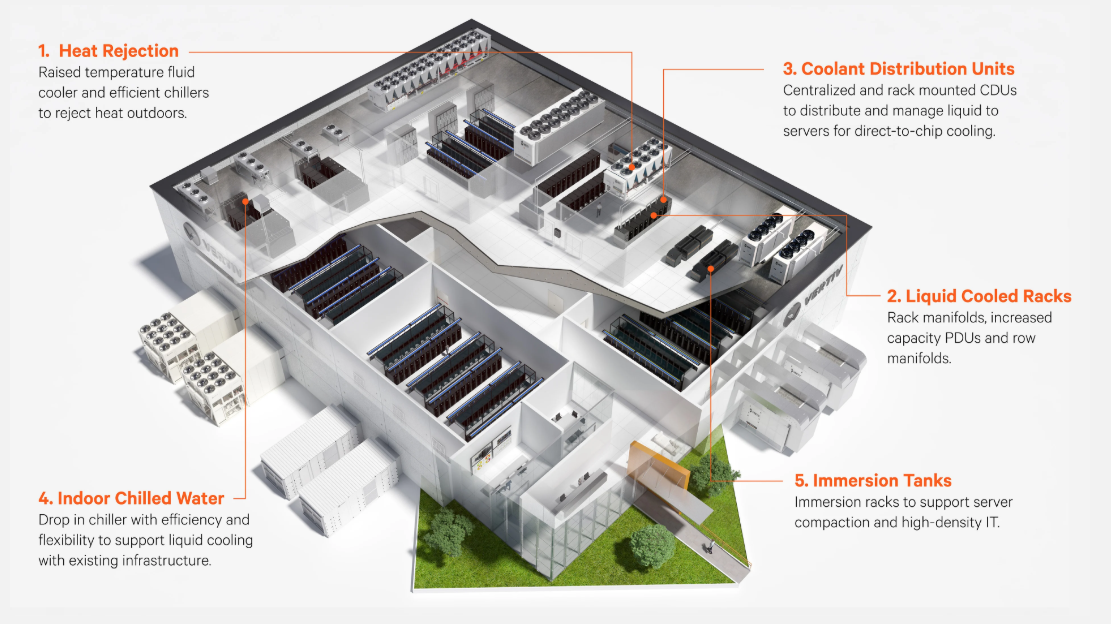 1. Heat Rejection
Raised temperature fluid
cooler and efficient chillers
to reject heat outdoors.
3. Coolant Distribution Units
Centralized and rack mounted CDUs
to distribute and manage liquid to
servers for direct-to-chip cooling.
VERTIV
VERTIV
2. Liquid Cooled Racks
Rack manifolds, increased
capacity PDUs and row
manifolds.
4. Indoor Chilled Water
Drop in chiller with efficiency and
flexibility to support liquid cooling
with existing infrastructure.
5. Immersion Tanks
Immersion racks to support server
compaction and high-density IT.